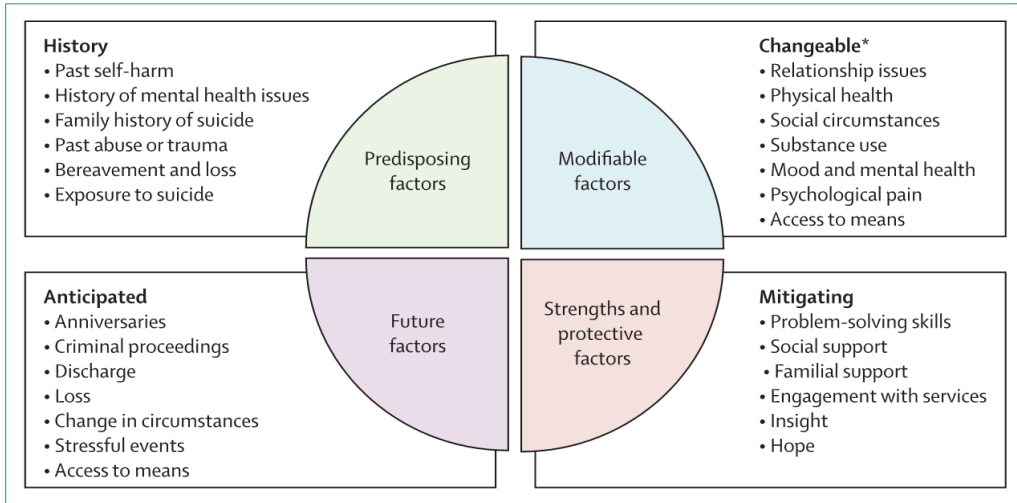 History
• Past self-harm
• History of mental health issues
• Family history of suicide
• Past abuse or trauma
• Bereavement and loss
• Exposure to suicide
Predisposing
factors
Modifiable
factors
Changeable*
• Relationship issues
• Physical health
• Social circumstances
• Substance use
• Mood and mental health
• Psychological pain
• Access to means
Anticipated
• Anniversaries
• Criminal proceedings
• Discharge
• Loss
• Change in circumstances
• Stressful events
• Access to means
Future
factors
Strengths and
protective
factors
Mitigating
• Problem-solving skills
• Social support
• Familial support
• Engagement with services
• Insight
• Hope